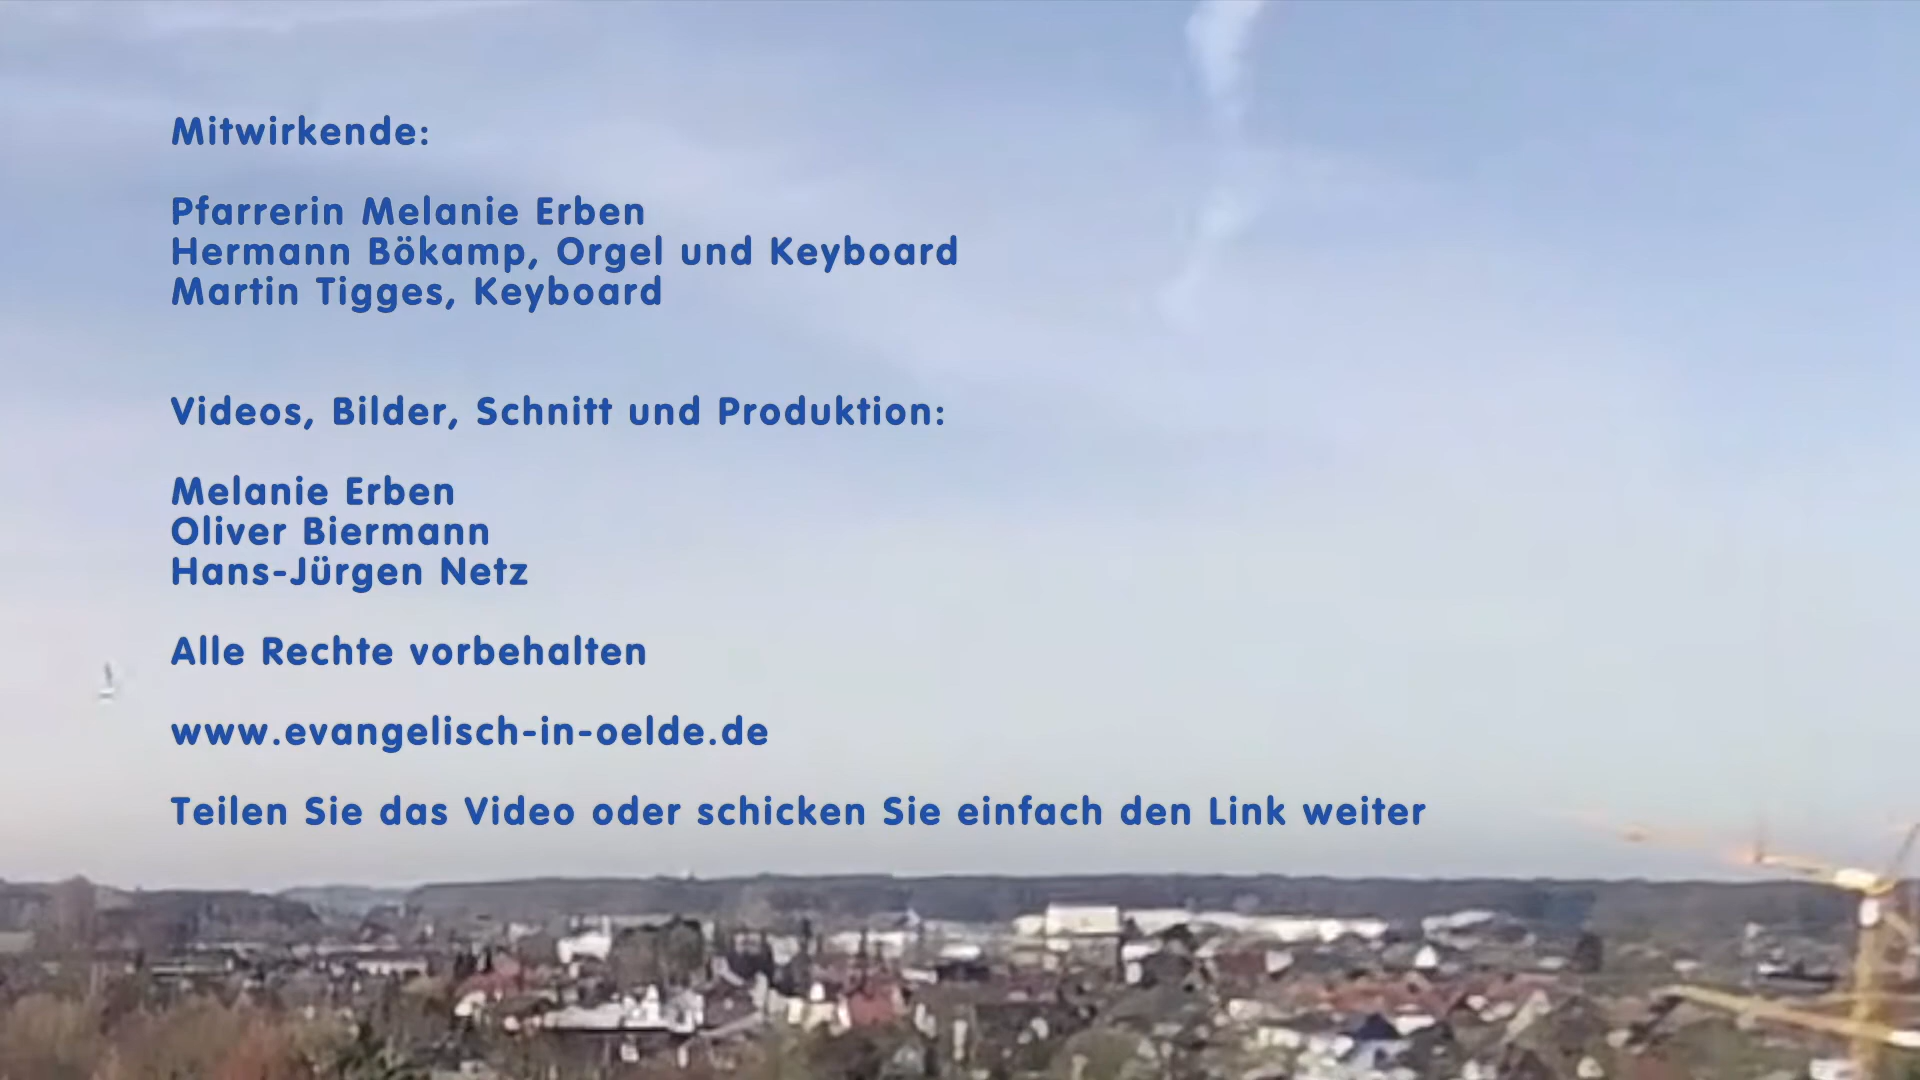 Mitwirkende:
Pfarrerin Melanie Erben
Hermann Bökamp, Orgel und Keyboard
Martin Tigges, Keyboard
Videos, Bilder, Schnitt und Produktion:
Melanie Erben
Oliver Biermann
Hans-Jürgen Netz
Alle Rechte vorbehalten
www.evangelisch-in-oelde.de
Teilen Sie das Video oder schicken Sie einfach den Link weiter